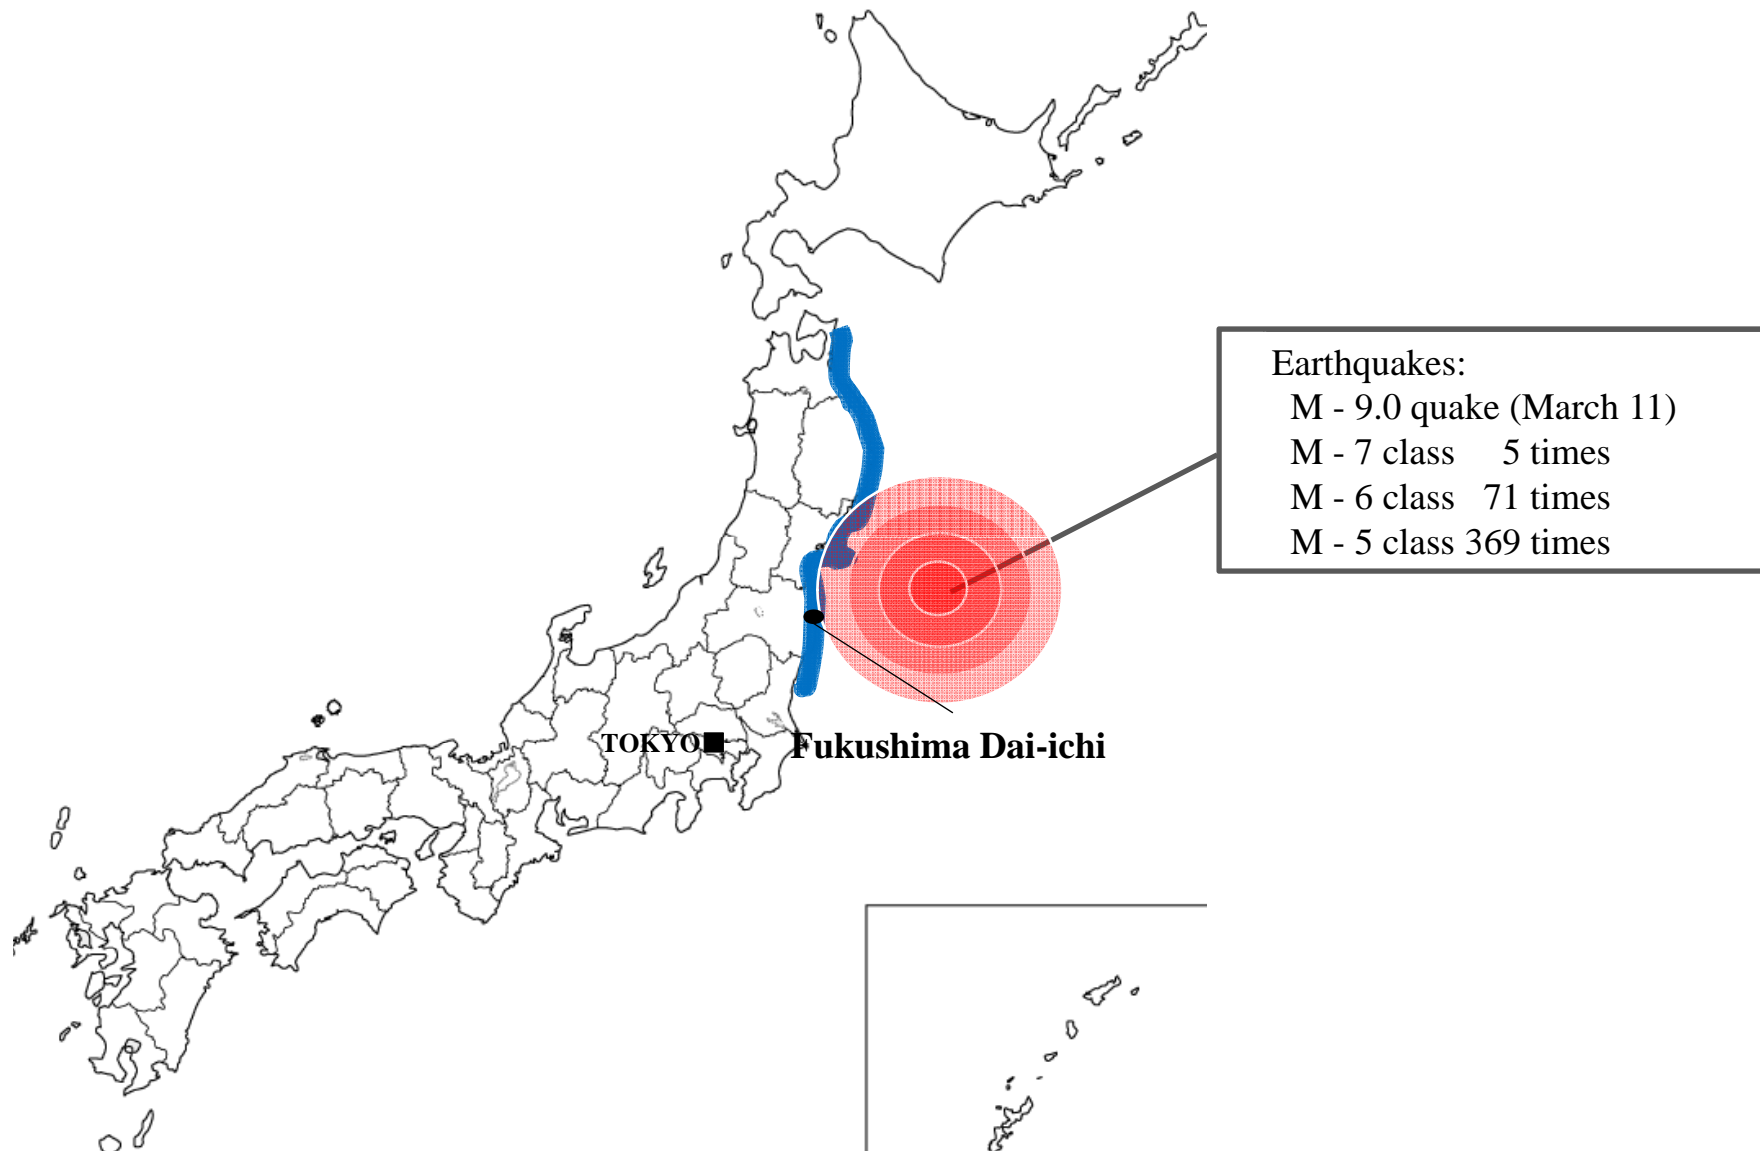 Earthquakes:
M - 9.0 quake (March 11)
M - 7 class 5 times
M - 6 class 71 times
M - 5 class 369 times
TOKYO
Fukushima Dai-ichi